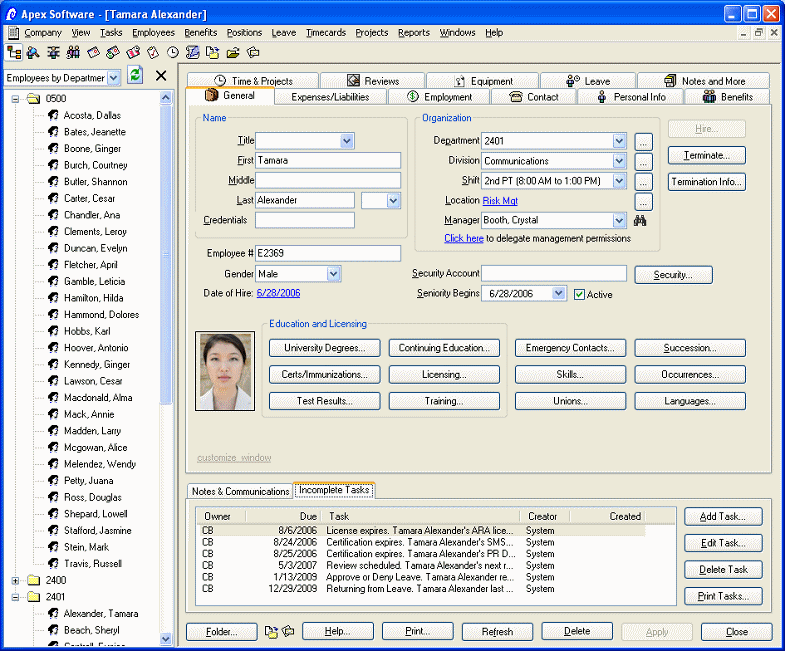 Apex Software - [Tamara Alexander]
Company View Tasks Employees Benefits Positions Leave Timecards Projects Reports Windows Help
Employees by Departmer
0500
Acosta, Dallas
Bates, Jeanette
Boone, Ginger
Burch, Courtney
Butler, Shannon
Carter, Cesar
Chandler, Ana
Clements, Leroy
Duncan, Evelyn
Fletcher, April
Gamble, Leticia
Hamilton, Hilda
Hammond, Dolores
Hobbs, Karl
Hoover, Antonio
Kennedy, Ginger
Lawson, Cesar
Macdonald, Alma
Mack, Annie
Madden, Larry
Mcgowan, Alice
Melendez, Wendy
Petty, Juana
Ross, Douglas
Shepard, Lowell
Stafford, Jasmine
Stein, Mark
Travis, Russell
2400
2401
Alexander, Tamara
Beach, Sheryl
Time & Projects Reviews Equipment Leave Notes and More
General Expenses/Liabilities Employment Contact Personal Info Benefits
Name
Title
First Tamara
Middle
Last Alexander
Credentials
Employee # E2369
Gender Male
Date of Hire: 6/28/2006
Organization
Department 2401 ...
Division Communications ...
Shift 2nd PT (8:00 AM to 1:00 PM) ...
Location Risk Mgt ...
Manager Booth, Crystal
Click here to delegate management permissions
Security Account Security...
Seniority Begins 6/28/2006 Active
Hire...
Terminate...
Termination Info...
Education and Licensing
University Degrees... Continuing Education... Emergency Contacts... Succession...
Certs/Immunizations... Licensing... Skills... Occurrences...
Test Results... Training... Unions... Languages...
customize window
Notes & Communications Incomplete Tasks
Owner Due Task Creator Created
CB 8/6/2006 License expires. Tamara Alexander's ARA lice... System
CB 8/24/2006 Certification expires. Tamara Alexander's SMS... System
CB 8/25/2006 Certification expires. Tamara Alexander's PR D... System
CB 5/3/2007 Review scheduled. Tamara Alexander's next r... System
CB 1/13/2009 Approve or Deny Leave. Tamara Alexander re... System
CB 12/29/2009 Returning from Leave. Tamara Alexander last ... System
Add Task...
Edit Task...
Delete Task
Print Tasks...
Folder... Help... Print... Refresh Delete Apply Close